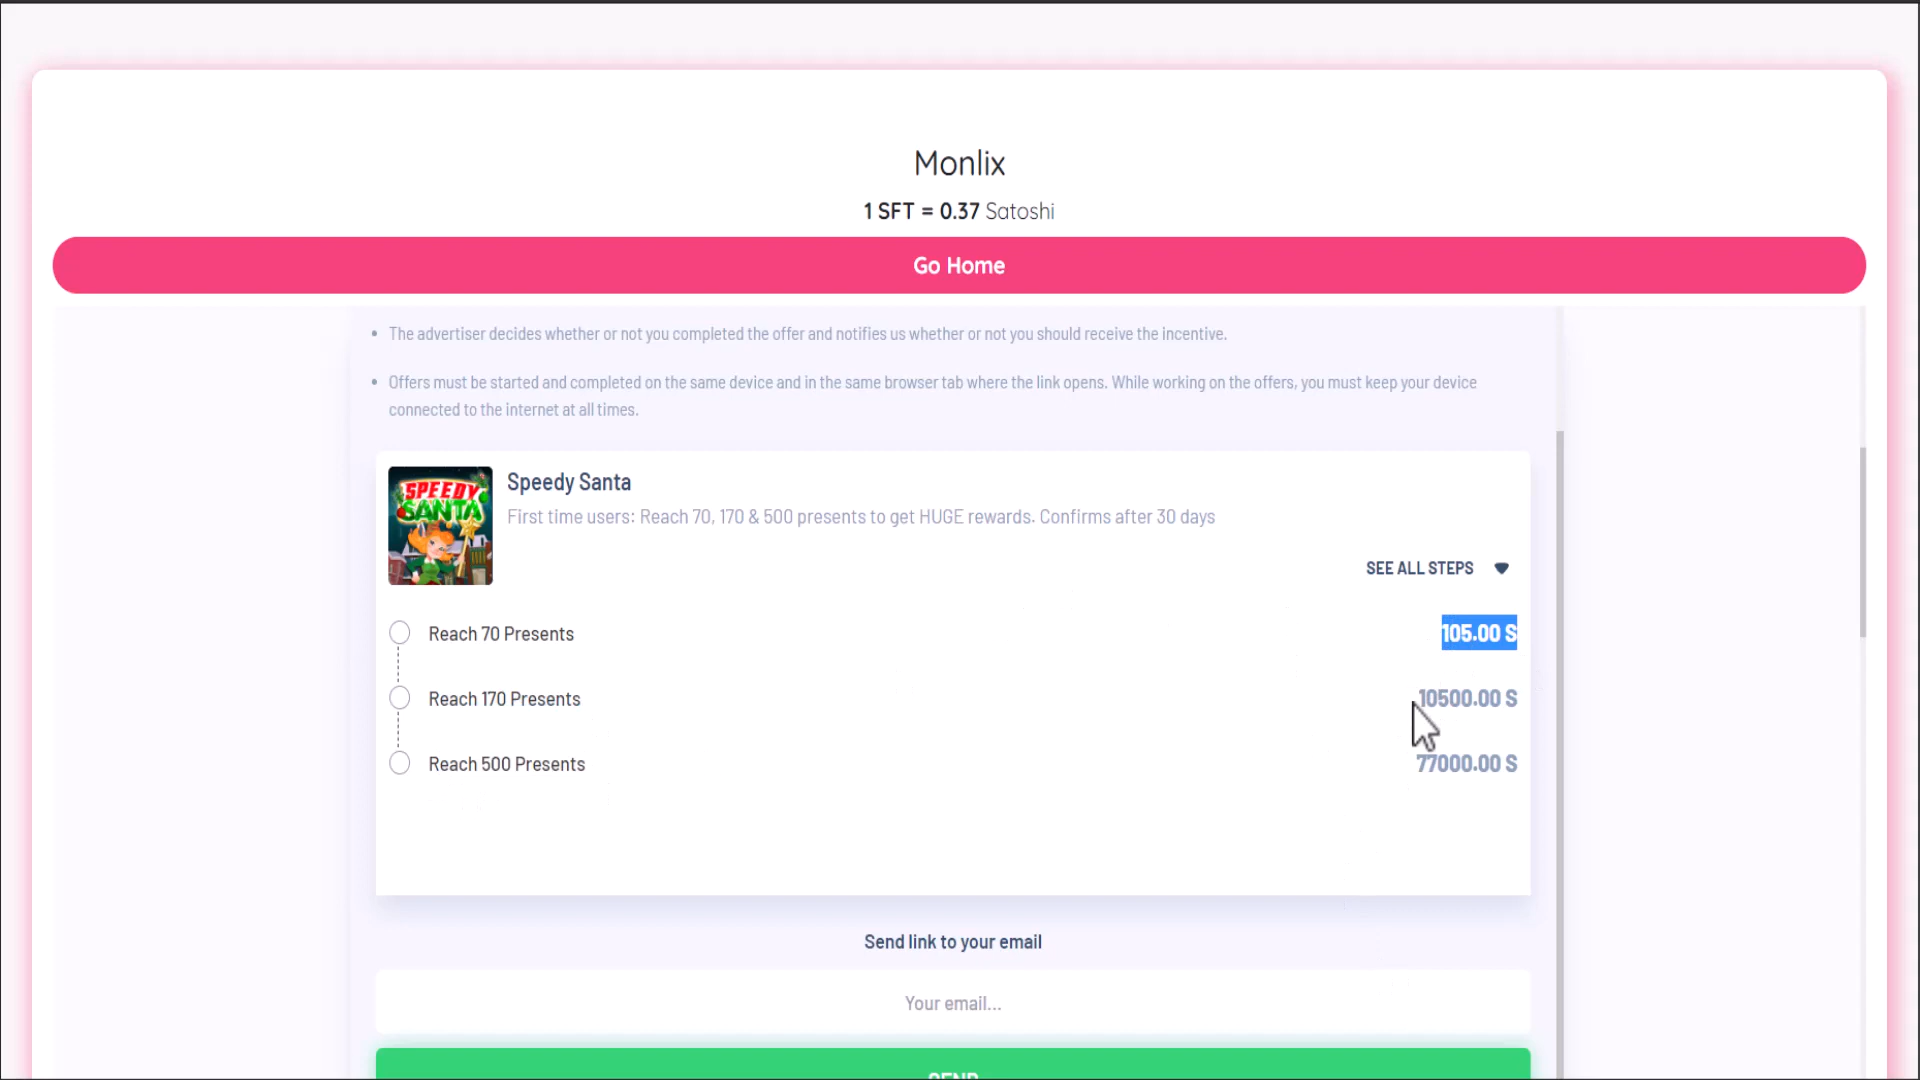 Monlix
1 SFT = 0.37 Satoshi
Go Home
• The advertiser decides whether or not you completed the offer and notifies us whether or not you should receive the incentive.
• Offers must be started and completed on the same device and in the same browser tab where the link opens. While working on the offers, you must keep your device
connected to the internet at all times.
SPEEDY
SANTA
Speedy Santa
First time users: Reach 70, 170 & 500 presents to get HUGE rewards. Confirms after 30 days
SEE ALL STEPS
Reach 70 Presents 105.00 S
Reach 170 Presents 10500.00 S
Reach 500 Presents 77000.00 S
Send link to your email
Your email...
SEND